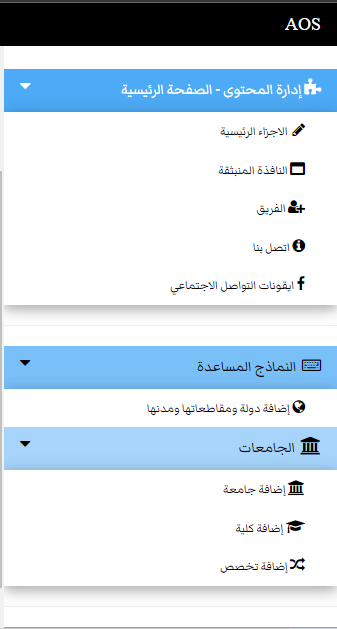 AOS
إدارة المحتوى - الصفحة الرئيسية
الاجزاء الرئيسية
النافذة المنبثقة
الفريق
اتصل بنا
ايقونات التواصل الاجتماعي
النماذج المساعدة
إضافة دولة ومقاطعاتها ومدنها
الجامعات
إضافة جامعة
إضافة كلية
إضافة تخصص